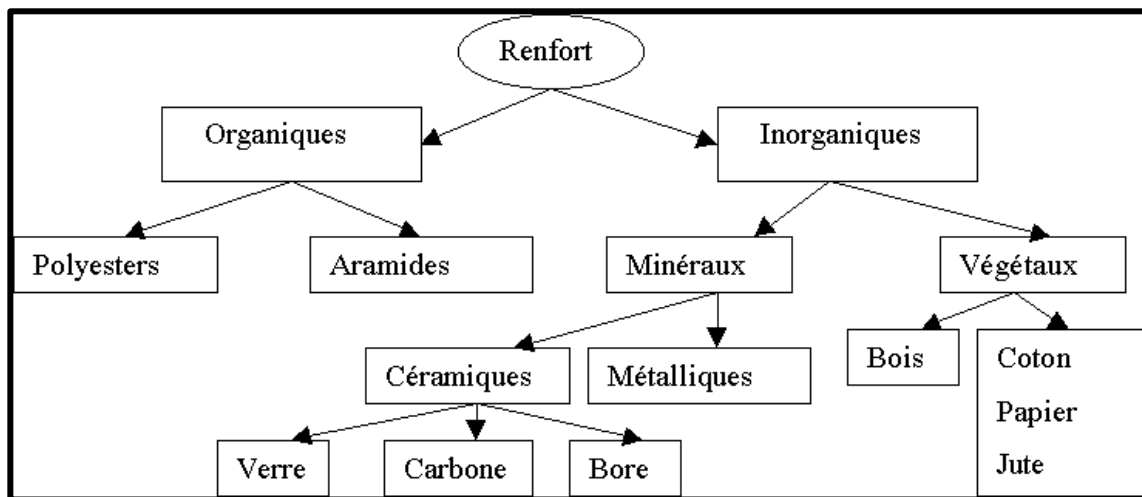 Renfort
Organiques
Inorganiques
Polyesters
Aramides
Minéraux
Végétaux
Céramiques
Métalliques
Bois
Coton
Papier
Jute
Verre
Carbone
Bore